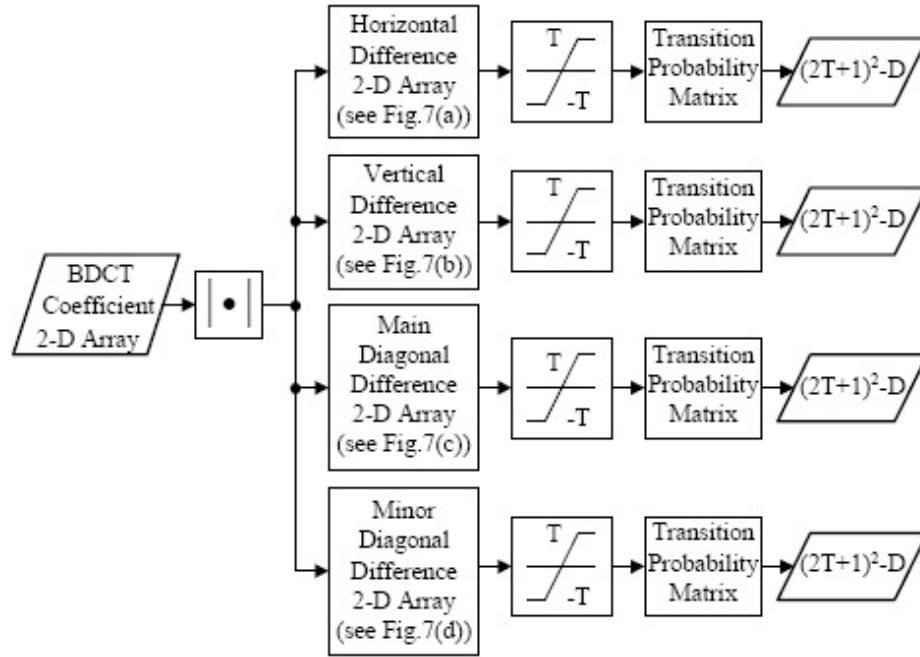 BDCT
Coefficient
2-D Array
| • |
Horizontal
Difference
2-D Array
(see Fig.7(a))
T
-T
Transition
Probability
Matrix
(2T+1)²-D
Vertical
Difference
2-D Array
(see Fig.7(b))
T
-T
Transition
Probability
Matrix
(2T+1)²-D
Main
Diagonal
Difference
2-D Array
(see Fig.7(c))
T
-T
Transition
Probability
Matrix
(2T+1)²-D
Minor
Diagonal
Difference
2-D Array
(see Fig.7(d))
T
-T
Transition
Probability
Matrix
(2T+1)²-D